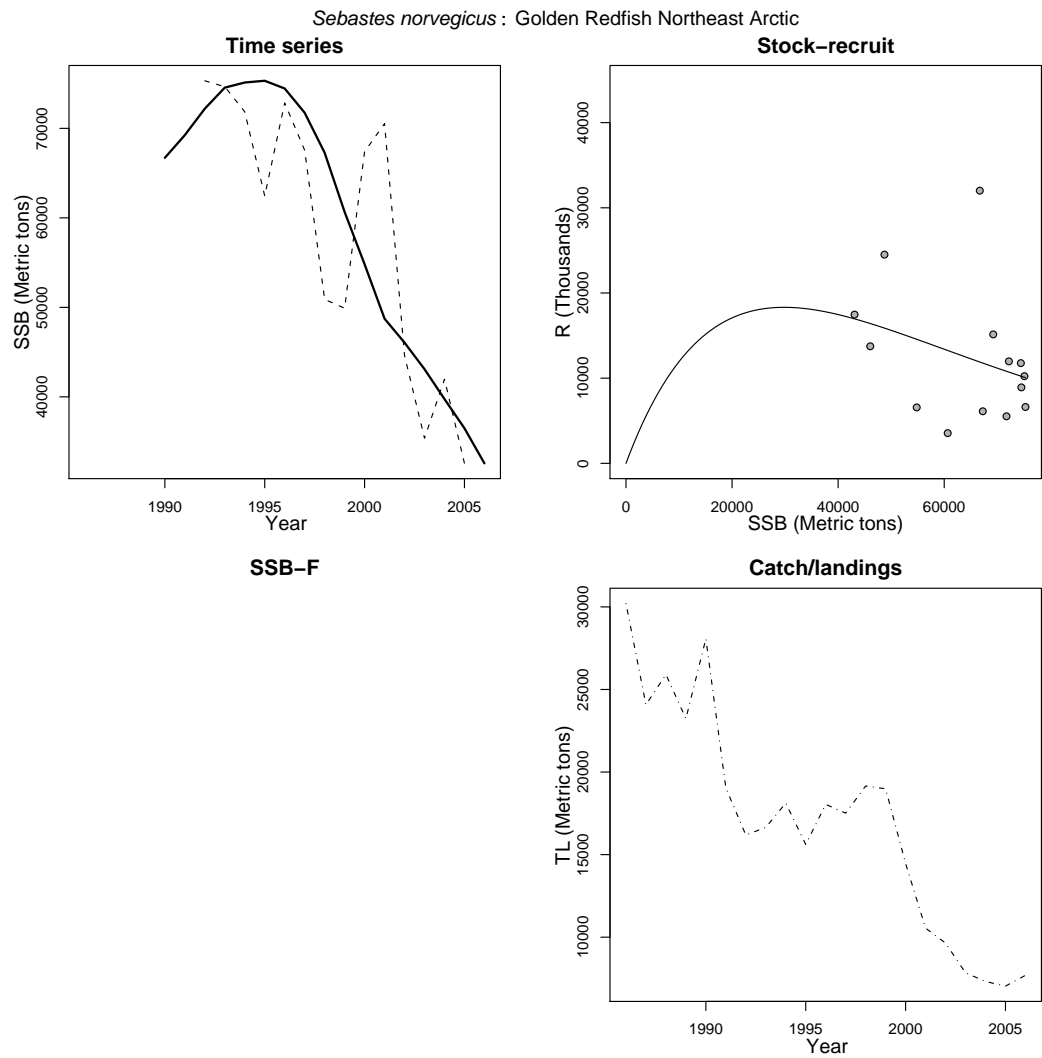 Sebastes norvegicus : Golden Redfish Northeast Arctic
Time series
SSB (Metric tons)
70000
60000
50000
40000
1990 1995 2000 2005
Year
Stock−recruit
R (Thousands)
40000
30000
20000
10000
0
0 20000 40000 60000
SSB (Metric tons)
SSB−F
Catch/landings
TL (Metric tons)
30000
25000
20000
15000
10000
1990 1995 2000 2005
Year